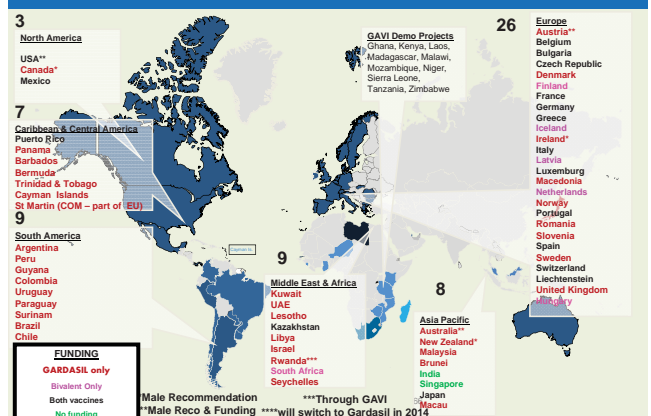 3
North America
USA**
Canada*
Mexico
7
Caribbean & Central America
Puerto Rico
Panama
Barbados
Bermuda
Trinidad & Tobago
Cayman Islands
St Martin (COM – part of EU)
9
South America
Argentina
Peru
Guyana
Colombia
Uruguay
Paraguay
Surinam
Brazil
Chile
FUNDING
GARDASIL only
Bivalent Only
Both vaccines
No funding
Cayman Is.
GAVI Demo Projects
Ghana, Kenya, Laos,
Madagascar, Malawi,
Mozambique, Niger,
Sierra Leone,
Tanzania, Zimbabwe
9
Middle East & Africa
Kuwait
UAE
Lesotho
Kazakhstan
Libya
Israel
Rwanda***
South Africa
Seychelles
26
Europe
Austria**
Belgium
Bulgaria
Czech Republic
Denmark
Finland
France
Germany
Greece
Iceland
Ireland*
Italy
Latvia
Luxemburg
Macedonia
Netherlands
Norway
Portugal
Romania
Slovenia
Spain
Sweden
Switzerland
Liechtenstein
United Kingdom
Hungary
8
Asia Pacific
Australia**
New Zealand*
Malaysia
Brunei
India
Singapore
Japan
Macau
*Male Recommendation
***Through GAVI
**Male Reco & Funding
****will switch to Gardasil in 2014